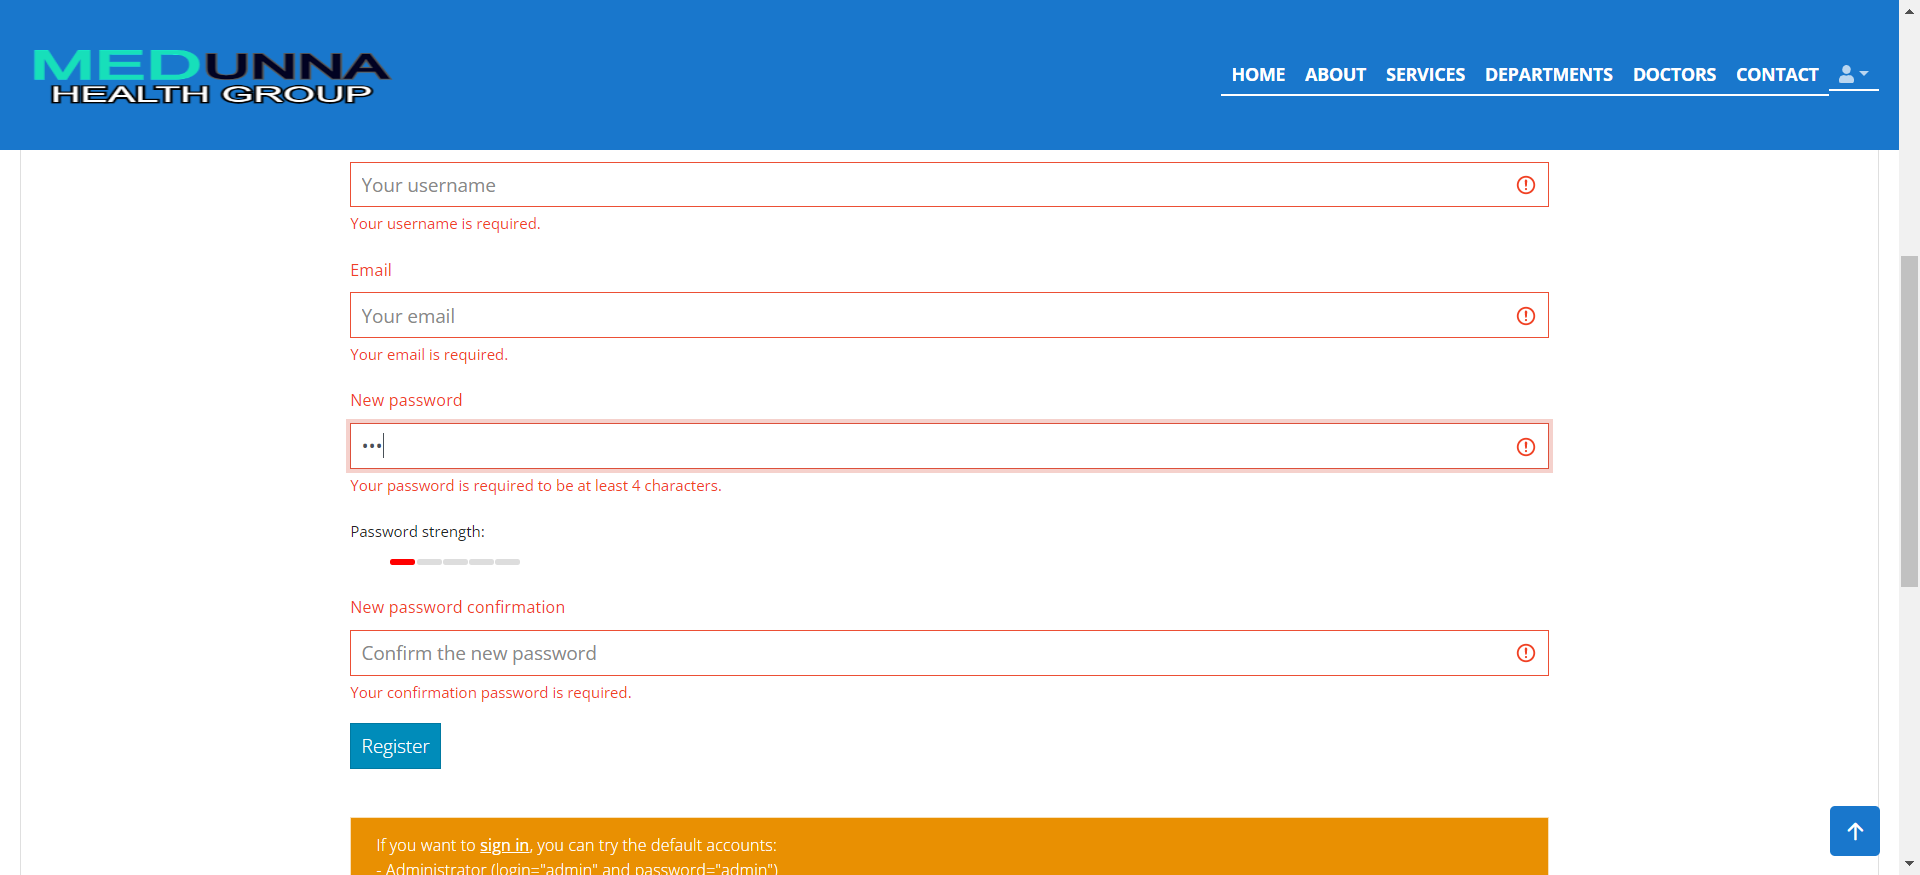 MEDUNNA
HEALTH GROUP
HOME ABOUT SERVICES DEPARTMENTS DOCTORS CONTACT
Your username
Your username is required.
Email
Your email
Your email is required.
New password
•••
Your password is required to be at least 4 characters.
Password strength:
New password confirmation
Confirm the new password
Your confirmation password is required.
Register
If you want to sign in, you can try the default accounts:
- Administrator (login="admin" and password="admin")